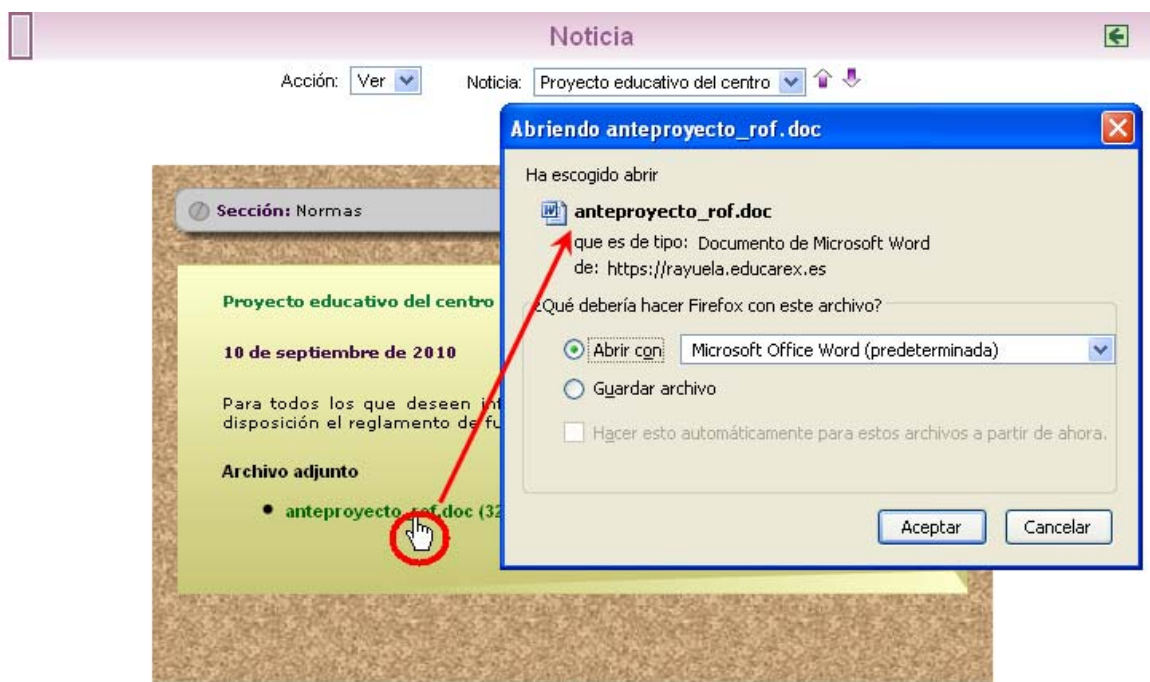 Noticia
Acción: Ver Noticia: Proyecto educativo del centro
Abriendo anteproyecto_rof.doc
Ha escogido abrir
anteproyecto_rof.doc
que es de tipo: Documento de Microsoft Word
de: https://rayuela.educarex.es
¿Qué debería hacer Firefox con este archivo?
Abrir con Microsoft Office Word (predeterminada)
Guardar archivo
Hacer esto automáticamente para estos archivos a partir de ahora.
Aceptar Cancelar
Sección: Normas
Proyecto educativo del centro
10 de septiembre de 2010
Para todos los que deseen
disposición el reglamento de
Archivo adjunto
anteproyecto_rof.doc (32